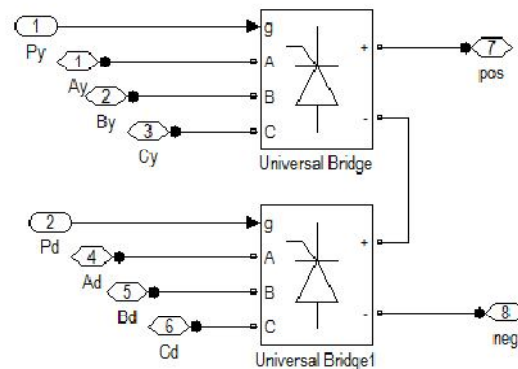 1
Py
1
Ay
2
By
3
Cy
g
A
B
C
+
-
Universal Bridge
7
pos
2
Pd
4
Ad
5
Bd
6
Cd
g
A
B
C
+
-
Universal Bridge1
8
neg